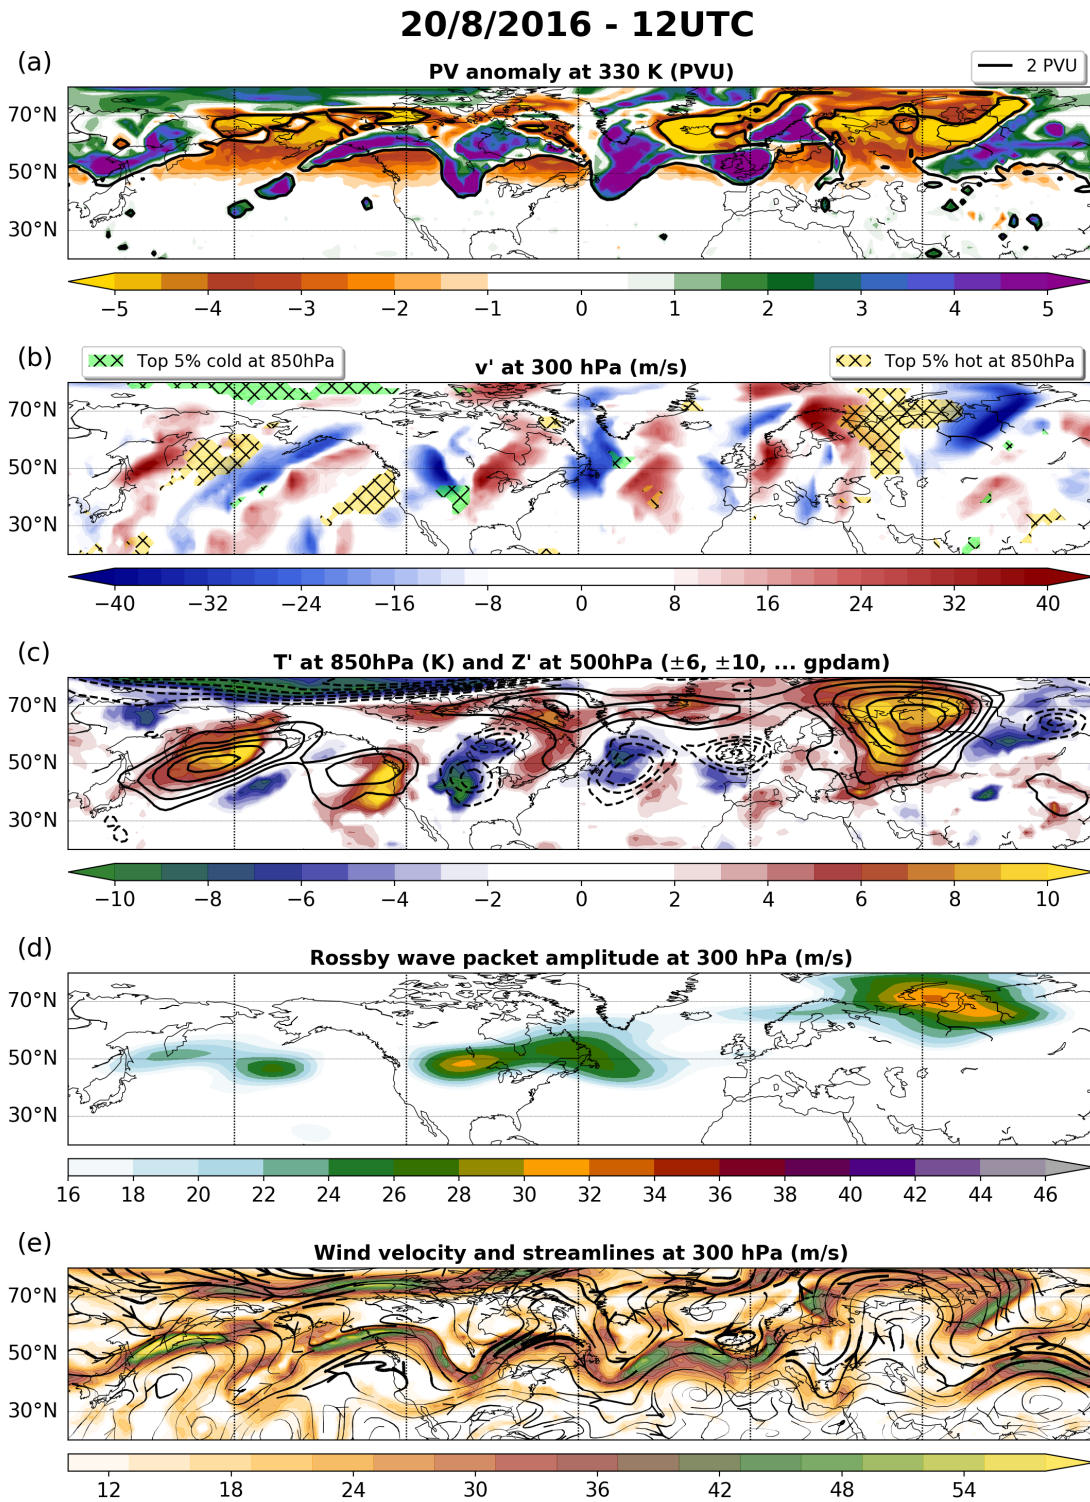 20/8/2016 - 12UTC
(a)
PV anomaly at 330 K (PVU)
2 PVU
70°N
50°N
30°N
−5 −4 −3 −2 −1 0 1 2 3 4 5
(b)
Top 5% cold at 850hPa
v' at 300 hPa (m/s)
Top 5% hot at 850hPa
70°N
50°N
30°N
−40 −32 −24 −16 −8 0 8 16 24 32 40
(c)
T' at 850hPa (K) and Z' at 500hPa (±6, ±10, ... gpdam)
70°N
50°N
30°N
−10 −8 −6 −4 −2 0 2 4 6 8 10
(d)
Rossby wave packet amplitude at 300 hPa (m/s)
70°N
50°N
30°N
16 18 20 22 24 26 28 30 32 34 36 38 40 42 44 46
(e)
Wind velocity and streamlines at 300 hPa (m/s)
70°N
50°N
30°N
12 18 24 30 36 42 48 54